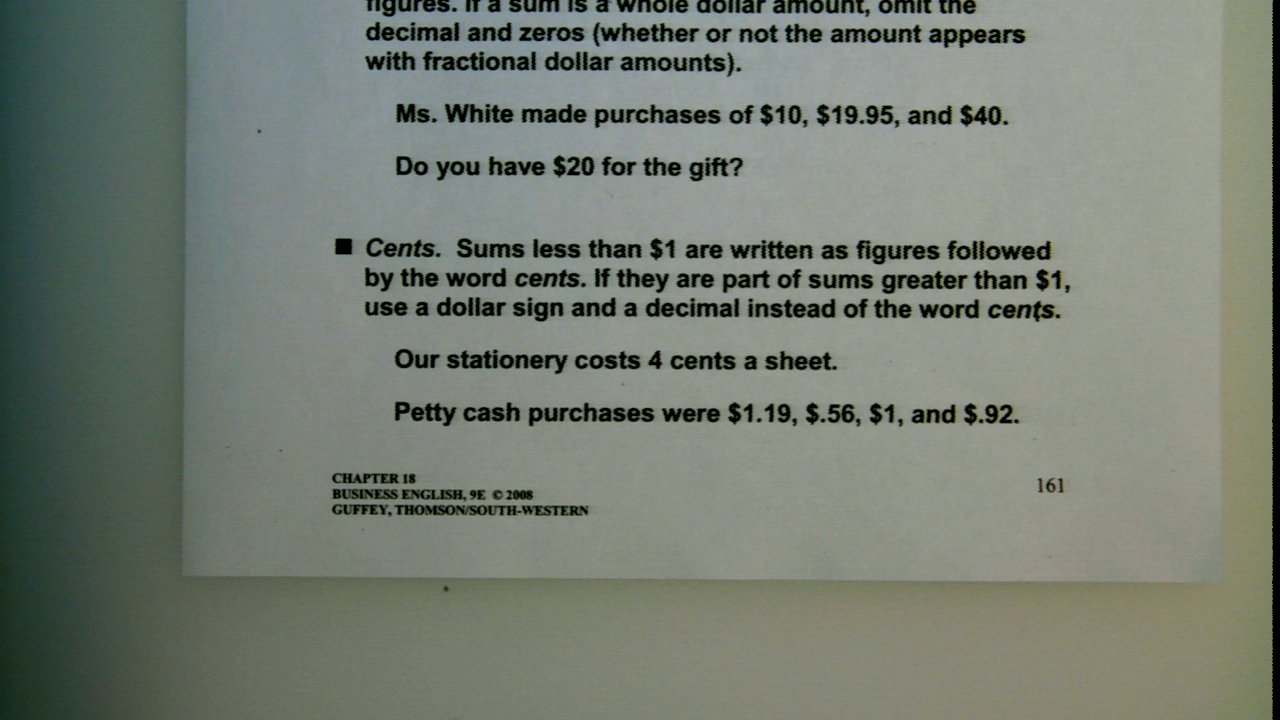 figures. If a sum is a whole dollar amount, omit the
decimal and zeros (whether or not the amount appears
with fractional dollar amounts).
Ms. White made purchases of $10, $19.95, and $40.
Do you have $20 for the gift?
■ Cents. Sums less than $1 are written as figures followed
by the word cents. If they are part of sums greater than $1,
use a dollar sign and a decimal instead of the word cents.
Our stationery costs 4 cents a sheet.
Petty cash purchases were $1.19, $.56, $1, and $.92.
CHAPTER 18
BUSINESS ENGLISH, 9E © 2008
GUFFEY, THOMSON/SOUTH-WESTERN
161